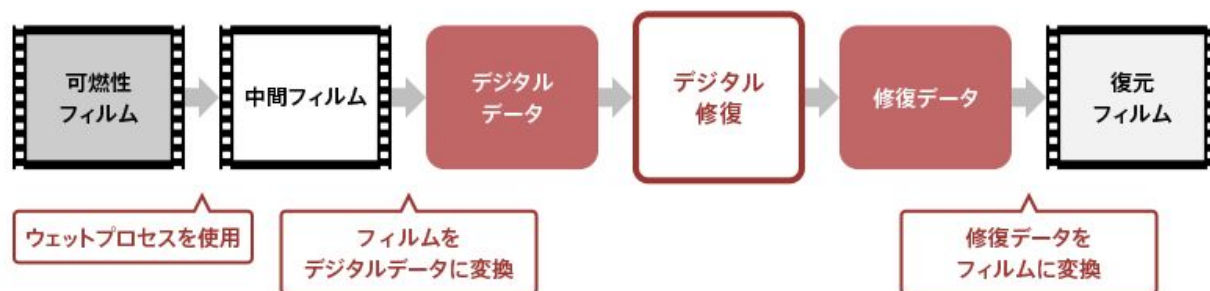 可燃性
フィルム
中間フィルム
デジタル
データ
デジタル
修復
修復データ
復元
フィルム
ウェットプロセスを使用
フィルムを
デジタルデータに変換
修復データを
フィルムに変換